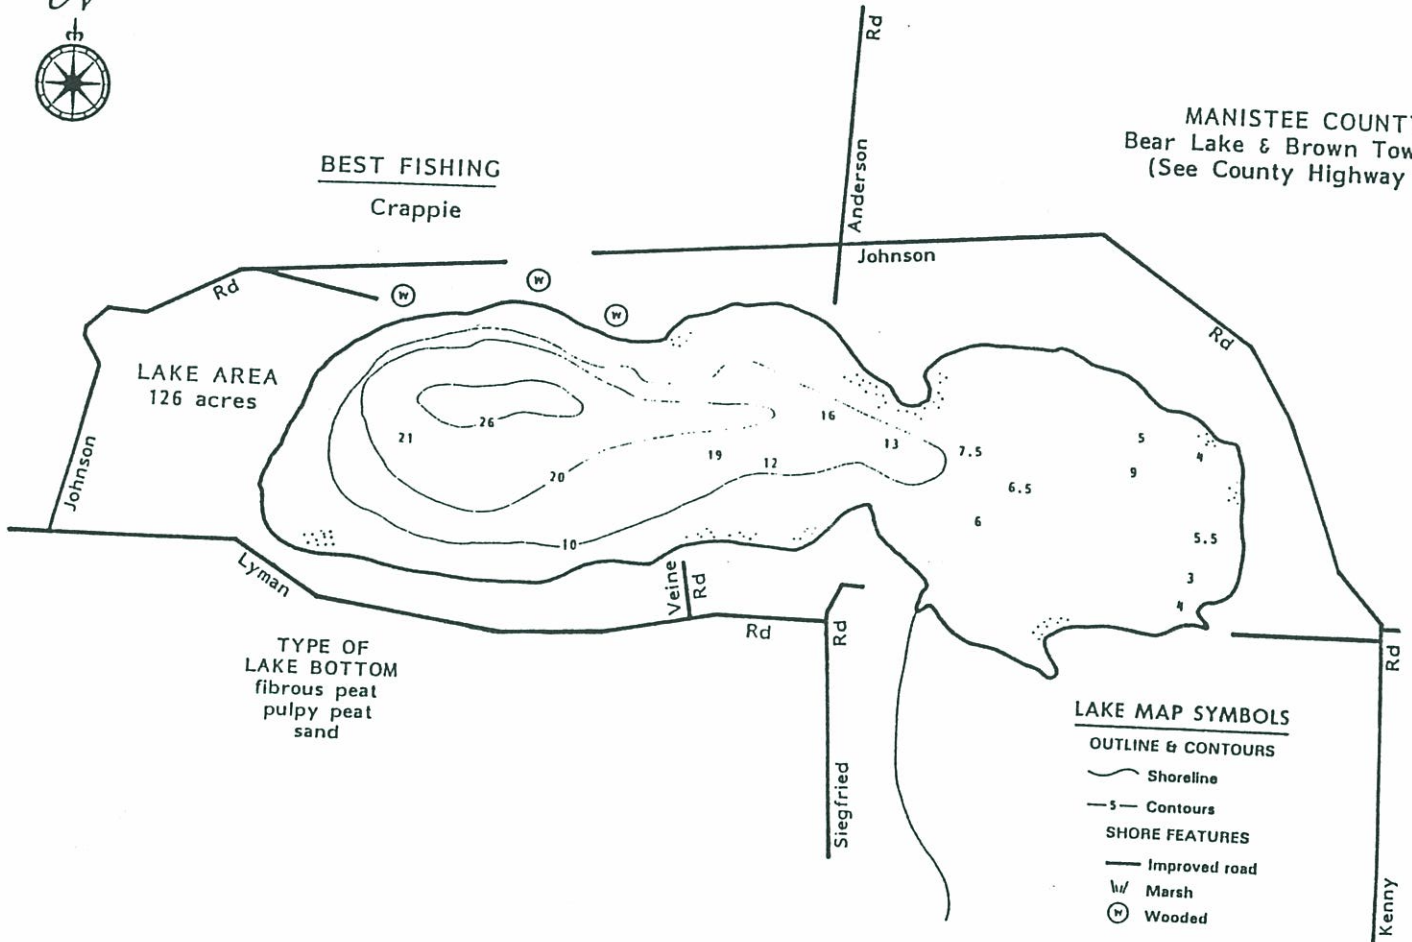 N
MANISTEE COUNT
Bear Lake & Brown Tow
(See County Highway
BEST FISHING
Crappie
Rd
Anderson
Johnson
Rd
Rd
LAKE AREA
126 acres
Johnson
W
W
W
26
21
20
19
12
16
13
10
7.5
6.5
6
5
9
4
5.5
3
4
Lyman
Veine
Rd
Rd
Rd
Siegfried
Rd
Kenny
TYPE OF
LAKE BOTTOM
fibrous peat
pulpy peat
sand
LAKE MAP SYMBOLS
OUTLINE & CONTOURS
Shoreline
5 Contours
SHORE FEATURES
Improved road
Marsh
W Wooded